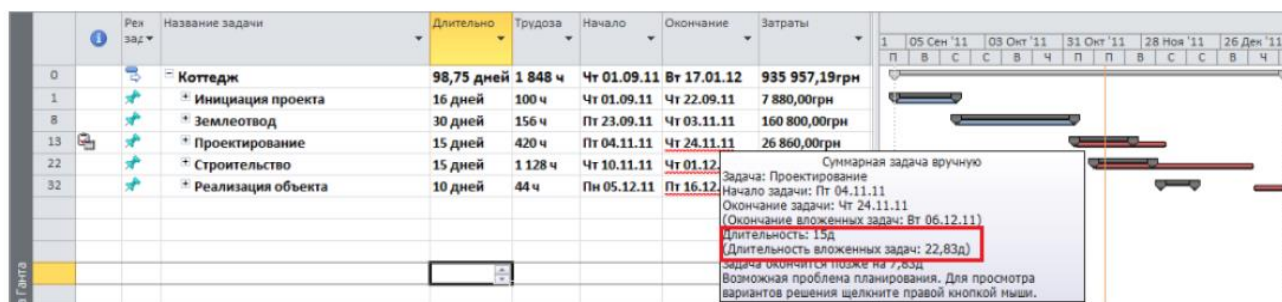 Реж зад Название задачи Длительно Трудоза Начало Окончание Затраты
1 05 Сен '11 03 Окт '11 31 Окт '11 28 Ноя '11 26 Дек '11
П В С С В Ч П П В С С В Ч
0 Коттедж 98,75 дней 1 848 ч Чт 01.09.11 Вт 17.01.12 935 957,19грн
1 Инициация проекта 16 дней 100 ч Чт 01.09.11 Чт 22.09.11 7 880,00грн
8 Землеотвод 30 дней 156 ч Пт 23.09.11 Чт 03.11.11 160 800,00грн
13 Проектирование 15 дней 420 ч Пт 04.11.11 Чт 24.11.11 26 860,00грн
22 Строительство 15 дней 1 128 ч Чт 10.11.11 Чт 01.12.
32 Реализация объекта 10 дней 44 ч Пн 05.12.11 Пт 16.12.
Суммарная задача вручную
Задача: Проектирование
Начало задачи: Пт 04.11.11
Окончание задачи: Чт 24.11.11
(Окончание вложенных задач: Вт 06.12.11)
Длительность: 15д
(Длительность вложенных задач: 22,83д)
Задача окончится позже на 7,83д
Возможная проблема планирования. Для просмотра
вариантов решения щелкните правой кнопкой мыши.
а Ганта